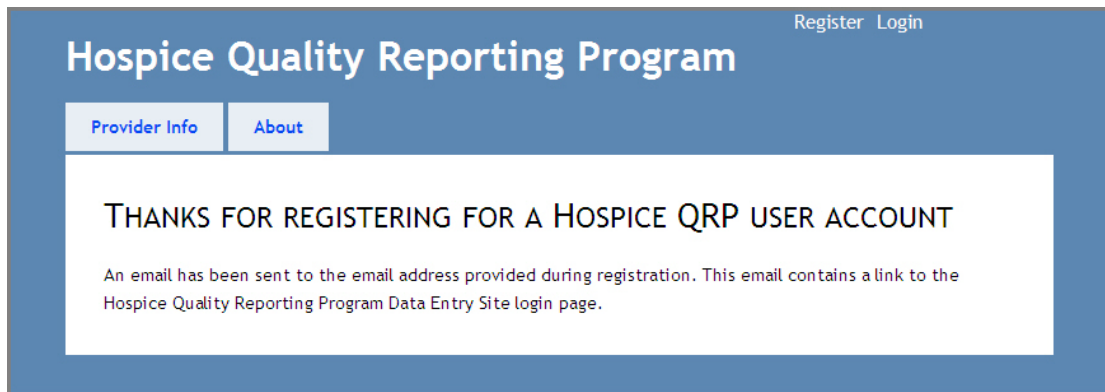 Register Login
Hospice Quality Reporting Program
Provider Info About
THANKS FOR REGISTERING FOR A HOSPICE QRP USER ACCOUNT
An email has been sent to the email address provided during registration. This email contains a link to the
Hospice Quality Reporting Program Data Entry Site login page.